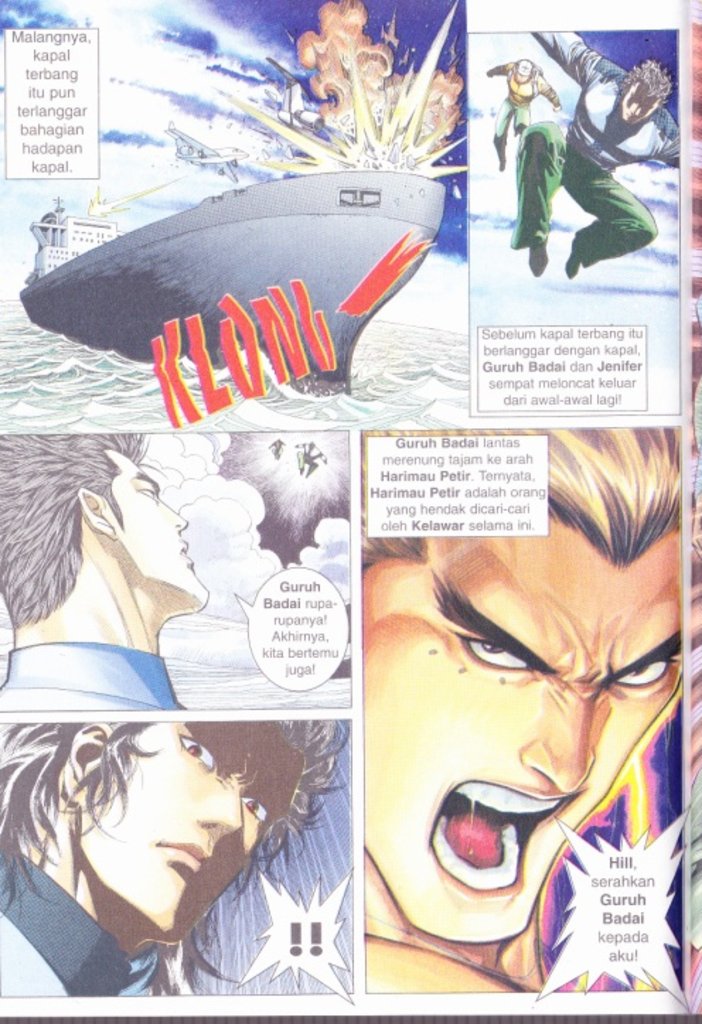 Malangnya,
kapal
terbang
itu pun
terlanggar
bahagian
hadapan
kapal.
KLONG
Sebelum kapal terbang itu
berlanggar dengan kapal,
Guruh Badai dan Jenifer
sempat meloncat keluar
dari awal-awal lagi!
Guruh
Badai rupa-
rupanya!
Akhirnya,
kita bertemu
juga!
Guruh Badai lantas
merenung tajam ke arah
Harimau Petir. Ternyata,
Harimau Petir adalah orang
yang hendak dicari-cari
oleh Kelawar selama ini.
!!
Hill,
serahkan
Guruh
Badai
kepada
aku!